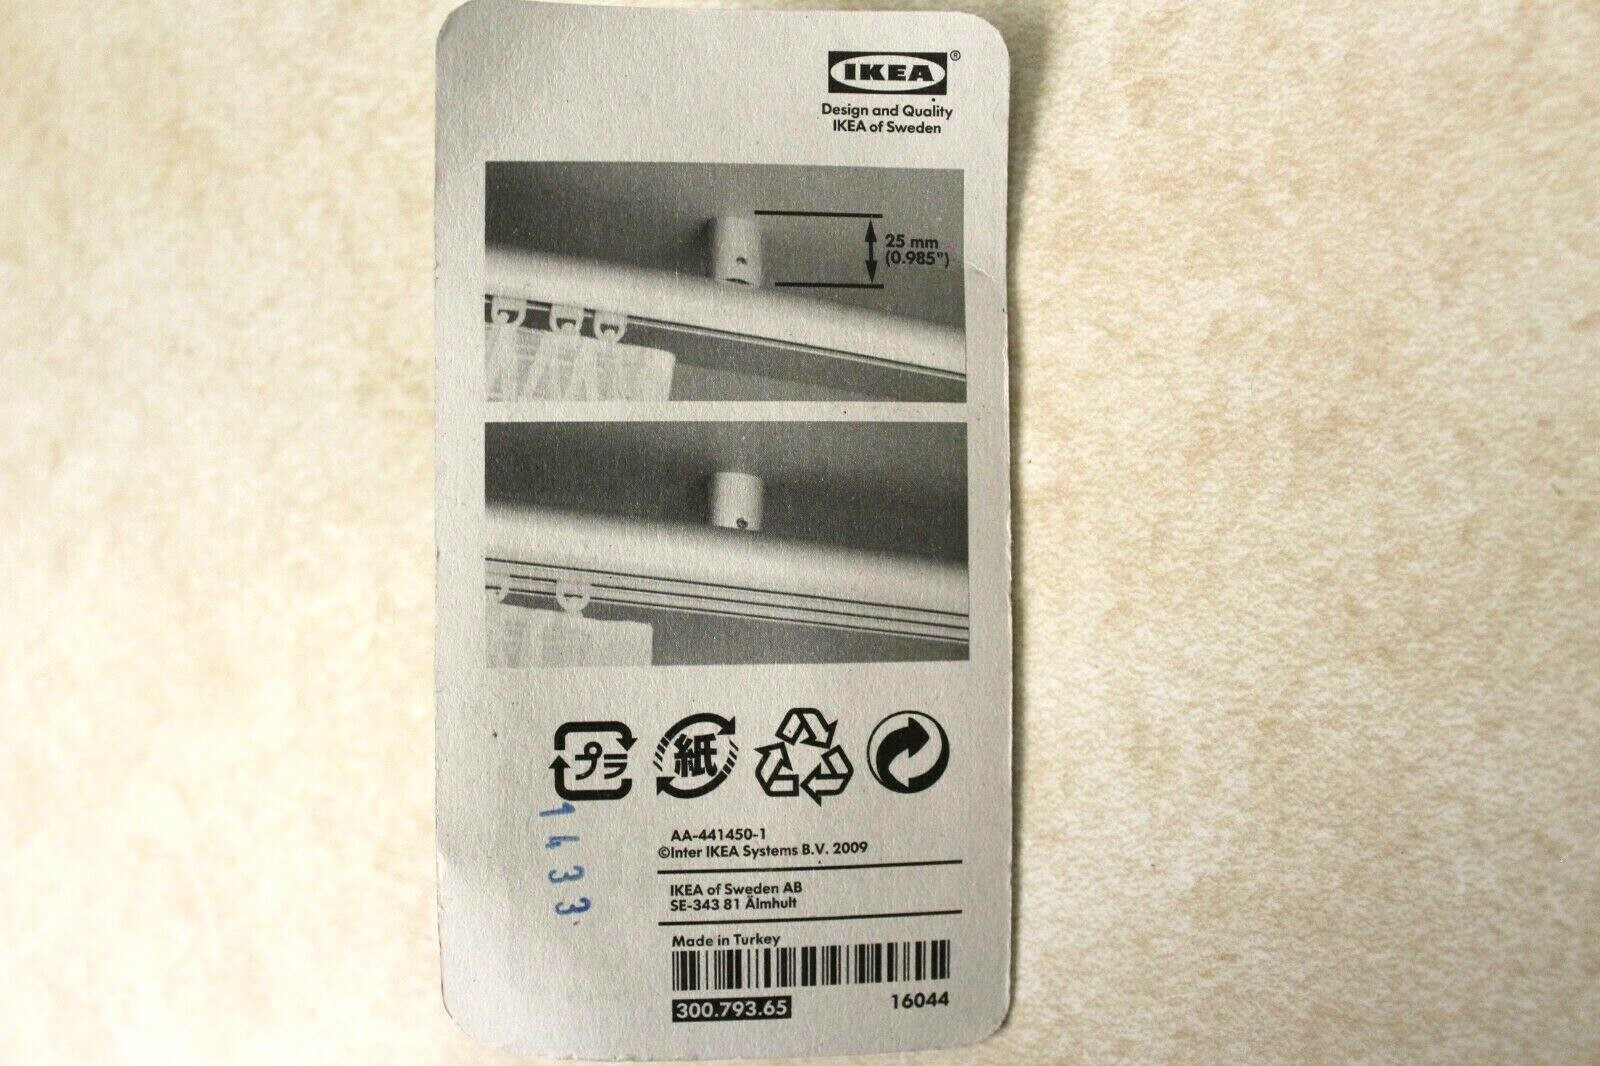 IKEA®
Design and Quality
IKEA of Sweden
25 mm
(0.985")
プラ
紙
1433
AA-441450-1
©Inter IKEA Systems B.V. 2009
IKEA of Sweden AB
SE-343 81 Älmhult
Made in Turkey
300.793.65
16044